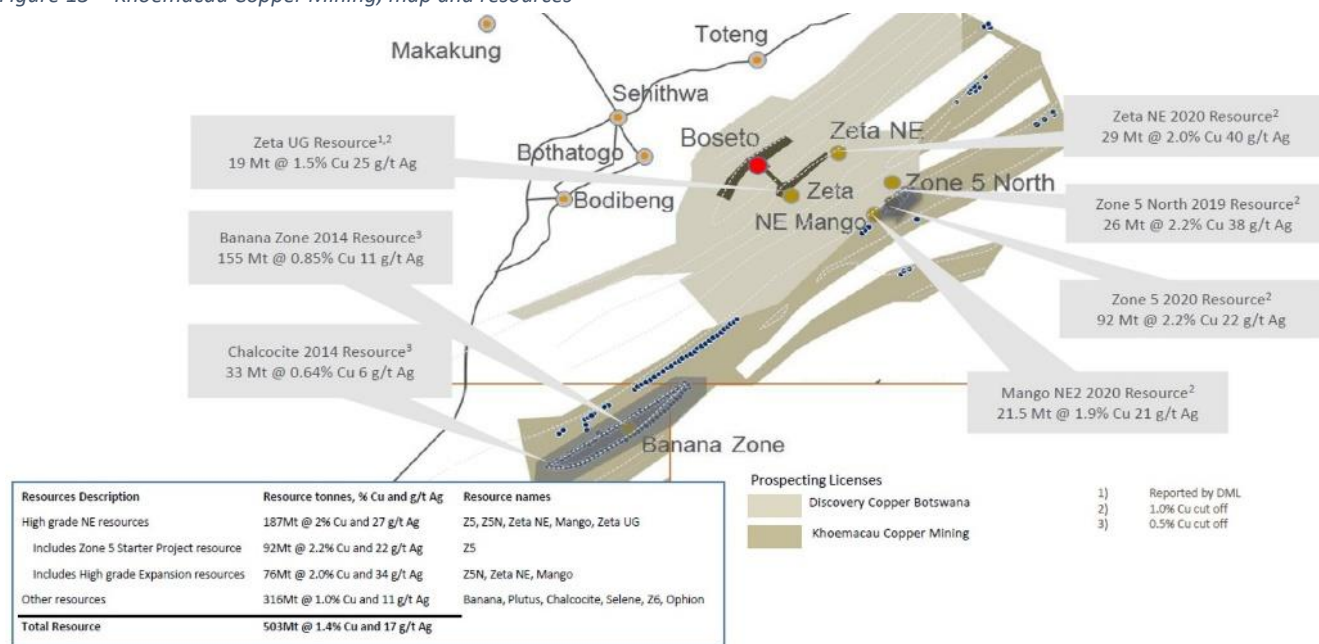 Figure 13 – Khoemacau Copper Mining, map and resources
Makakung
Toteng
Sehithwa
Bothatogo
Bodibeng
Boseto
Zeta NE
Zeta
Zone 5 North
NE Mango
Banana Zone
Zeta UG Resource1,2
19 Mt @ 1.5% Cu 25 g/t Ag
Banana Zone 2014 Resource3
155 Mt @ 0.85% Cu 11 g/t Ag
Chalcocite 2014 Resource3
33 Mt @ 0.64% Cu 6 g/t Ag
Zeta NE 2020 Resource2
29 Mt @ 2.0% Cu 40 g/t Ag
Zone 5 North 2019 Resource2
26 Mt @ 2.2% Cu 38 g/t Ag
Zone 5 2020 Resource2
92 Mt @ 2.2% Cu 22 g/t Ag
Mango NE2 2020 Resource2
21.5 Mt @ 1.9% Cu 21 g/t Ag
Resources Description Resource tonnes, % Cu and g/t Ag Resource names
High grade NE resources 187Mt @ 2% Cu and 27 g/t Ag Z5, Z5N, Zeta NE, Mango, Zeta UG
Includes Zone 5 Starter Project resource 92Mt @ 2.2% Cu and 22 g/t Ag Z5
Includes High grade Expansion resources 76Mt @ 2.0% Cu and 34 g/t Ag Z5N, Zeta NE, Mango
Other resources 316Mt @ 1.0% Cu and 11 g/t Ag Banana, Plutus, Chalcocite, Selene, Z6, Ophion
Total Resource 503Mt @ 1.4% Cu and 17 g/t Ag
Prospecting Licenses
Discovery Copper Botswana
Khoemacau Copper Mining
1) Reported by DML
2) 1.0% Cu cut off
3) 0.5% Cu cut off